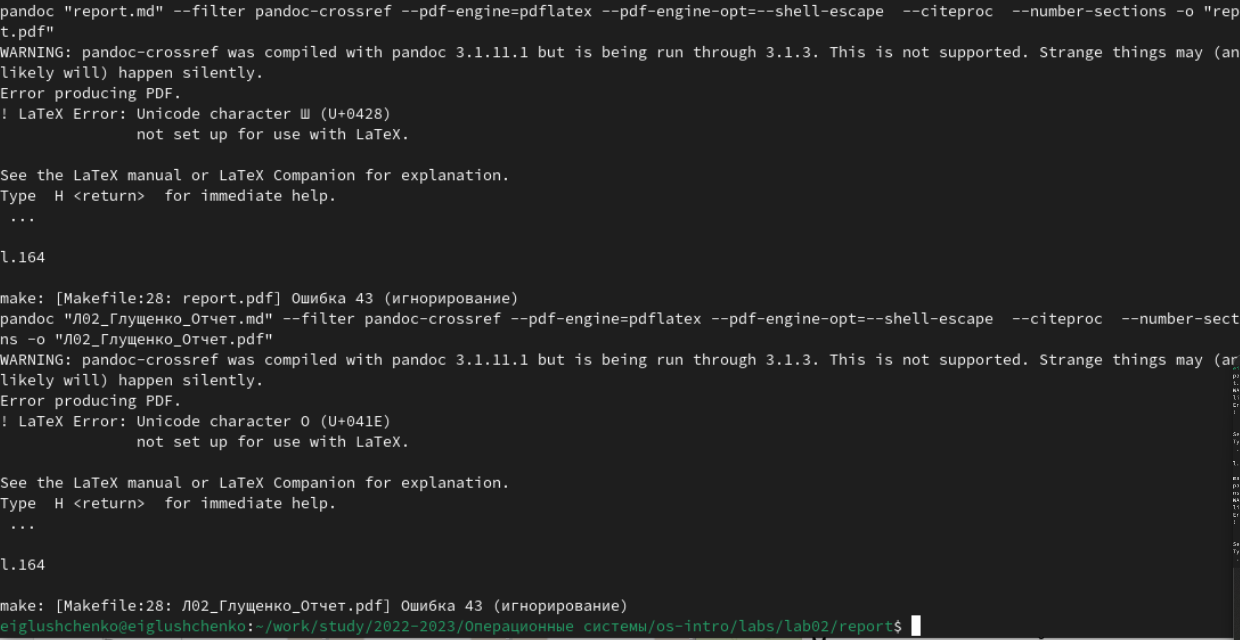 pandoc "report.md" --filter pandoc-crossref --pdf-engine=pdflatex --pdf-engine-opt=--shell-escape  --citeproc  --number-sections -o "rep
t.pdf"
WARNING: pandoc-crossref was compiled with pandoc 3.1.11.1 but is being run through 3.1.3. This is not supported. Strange things may (an
likely will) happen silently.
Error producing PDF.
! LaTeX Error: Unicode character Ш (U+0428)
               not set up for use with LaTeX.

See the LaTeX manual or LaTeX Companion for explanation.
Type  H <return>  for immediate help.
 ...

l.164

make: [Makefile:28: report.pdf] Ошибка 43 (игнорирование)
pandoc "Л02_Глущенко_Отчет.md" --filter pandoc-crossref --pdf-engine=pdflatex --pdf-engine-opt=--shell-escape  --citeproc  --number-sect
ns -o "Л02_Глущенко_Отчет.pdf"
WARNING: pandoc-crossref was compiled with pandoc 3.1.11.1 but is being run through 3.1.3. This is not supported. Strange things may (an
likely will) happen silently.
Error producing PDF.
! LaTeX Error: Unicode character О (U+041E)
               not set up for use with LaTeX.

See the LaTeX manual or LaTeX Companion for explanation.
Type  H <return>  for immediate help.
 ...

l.164

make: [Makefile:28: Л02_Глущенко_Отчет.pdf] Ошибка 43 (игнорирование)
eiglushchenko@eiglushchenko:~/work/study/2022-2023/Операционные системы/os-intro/labs/lab02/report$